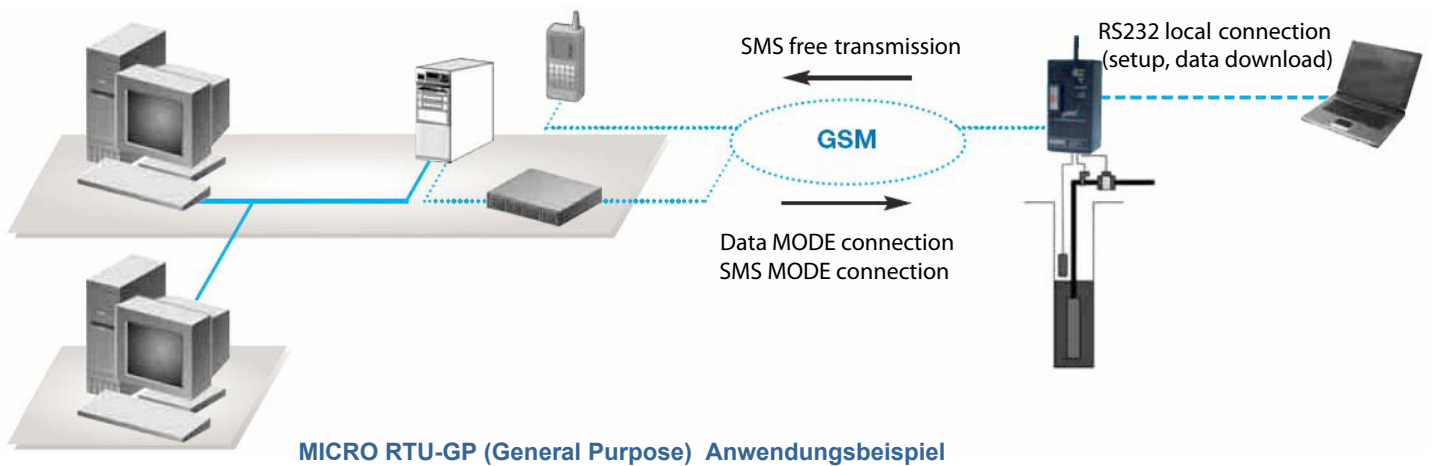 SMS free transmission
RS232 local connection
(setup, data download)
GSM
Data MODE connection
SMS MODE connection
MICRO RTU-GP (General Purpose) Anwendungsbeispiel